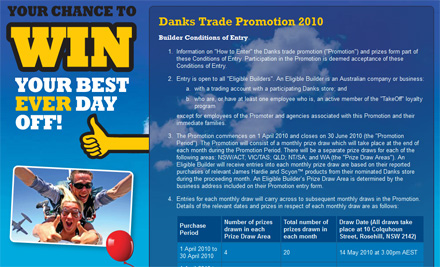 YOUR CHANCE TO
WIN
YOUR BEST
EVER DAY
OFF!
Danks Trade Promotion 2010
Builder Conditions of Entry
1. Information on "How to Enter" the Danks trade promotion ("Promotion") and prizes form part of
these Conditions of Entry. Participation in the Promotion is deemed acceptance of these
Conditions of Entry.
2. Entry is open to all "Eligible Builders". An Eligible Builder is an Australian company or business:
a. with a trading account with a participating Danks store; and
b. who are, or have at least one employee who is, an active member of the "TakeOff" loyalty
program.
except for employees of the Promoter and agencies associated with this Promotion and their
immediate families.
3. The Promotion commences on 1 April 2010 and closes on 30 June 2010 (the "Promotion
Period"). The Promotion will consist of a monthly prize draw which will take place at the end of
each month during the Promotion Period. There will be a separate prize draws for each of the
following areas: NSW/ACT; VIC/TAS; QLD; NT/SA; and WA (the "Prize Draw Areas"). An
Eligible Builder will receive entries into each monthly prize draw based on their reported
purchases of relevant James Hardie and Scyon™ products from their nominated Danks store
during the preceding month. An Eligible Builder's Prize Draw Area is determined by the
business address included on their Promotion entry form.
4. Entries for each monthly draw will carry across to subsequent monthly draws in the Promotion.
Details of the relevant dates and prizes in respect of each monthly draw are as follows:
Purchase
Period
Number of prizes
drawn in each
Prize Draw Area
Total number of
prizes drawn in
each month
Draw Date (All draws take
place at 10 Colquhoun
Street, Rosehill, NSW 2142)
1 April 2010 to
30 April 2010
4
20
14 May 2010 at 3.00pm AEST